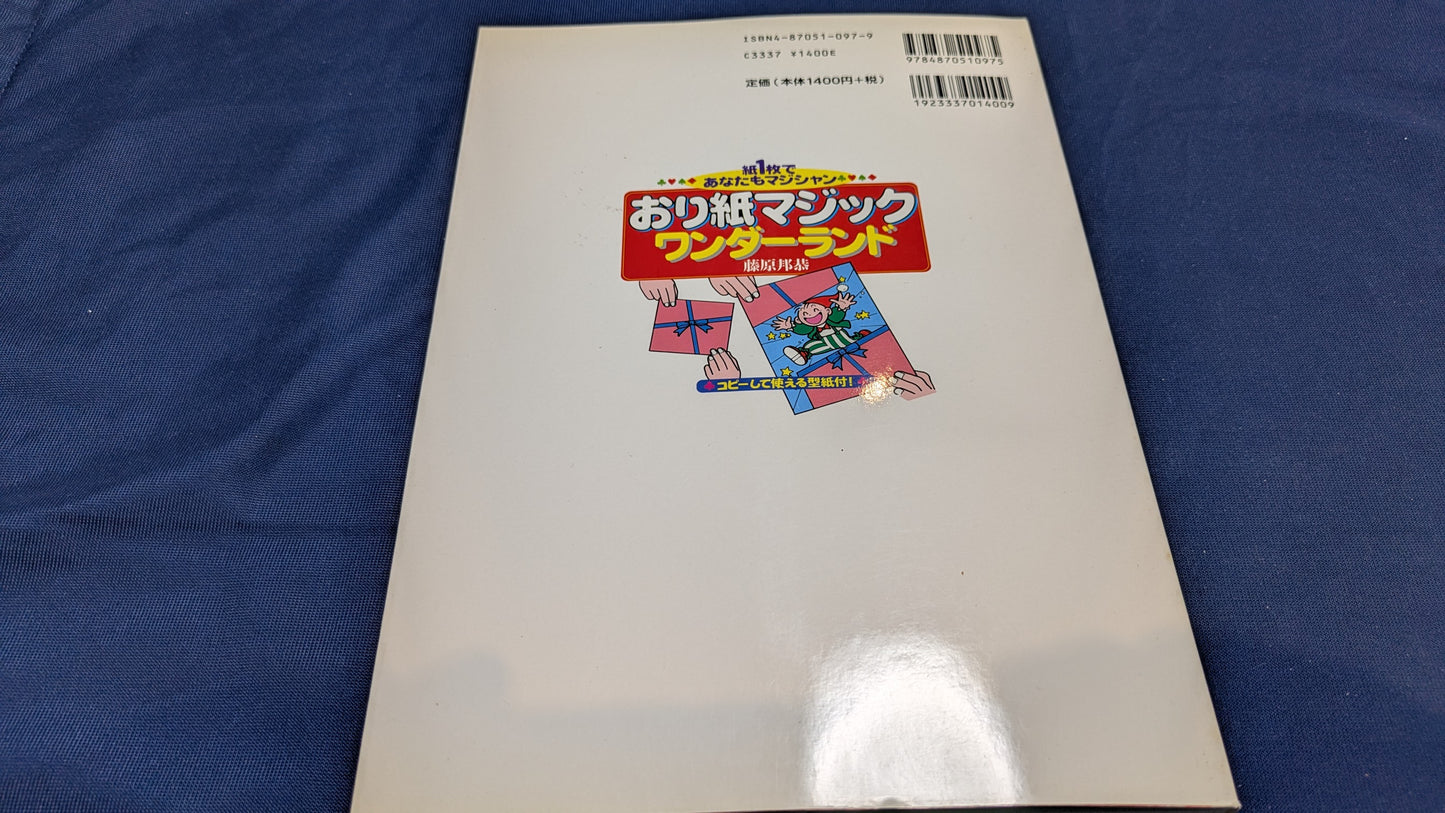 ISBN4-87051-097-9
C3337 ¥1400E
定価(本体1400円+税)
9784870510975
1923337014009
紙1枚で
あなたもマジシャン
おり紙マジック
ワンダーランド
藤原邦恭
コピーして使える型紙付!